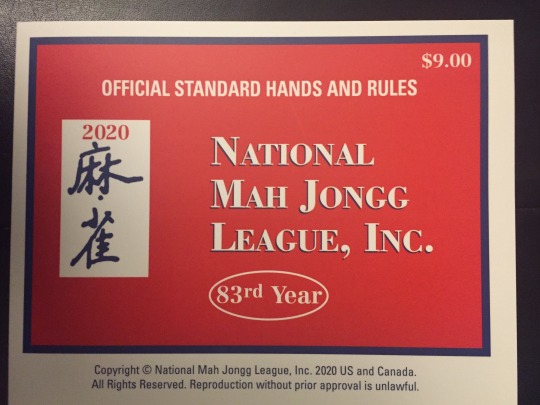 $9.00
OFFICIAL STANDARD HANDS AND RULES
2020
麻
雀
NATIONAL
MAH JONGG
LEAGUE, INC.
83rd Year
Copyright © National Mah Jongg League, Inc. 2020 US and Canada.
All Rights Reserved. Reproduction without prior approval is unlawful.